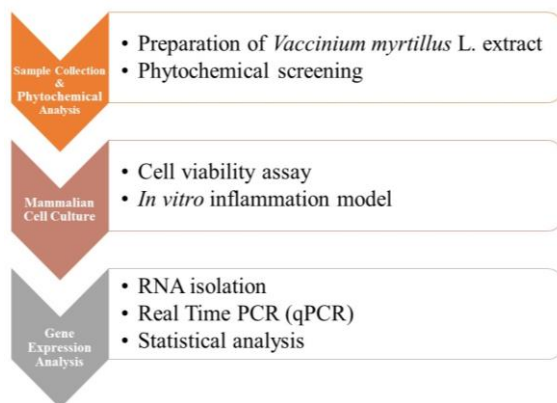 Sample Collection
&
Phytochemical
Analysis
• Preparation of Vaccinium myrtillus L. extract
• Phytochemical screening
Mammalian
Cell Culture
• Cell viability assay
• In vitro inflammation model
Gene
Expression
Analysis
• RNA isolation
• Real Time PCR (qPCR)
• Statistical analysis